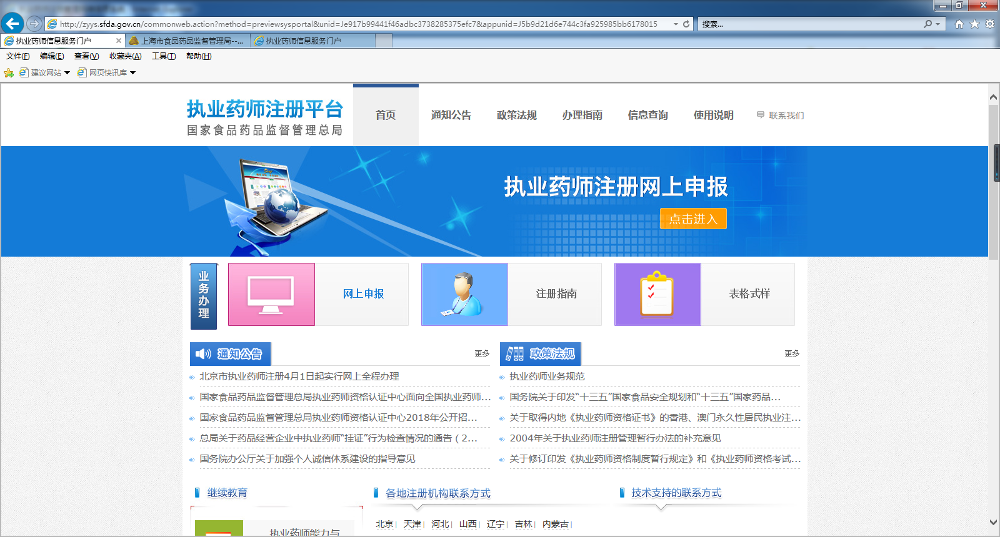 http://zyys.sfda.gov.cn/commonweb.action?method=previewsysportal&unid=Je917b99441f46adbc3738285375efc7&appunid=J5b9d21d6e744c3fa925985bb6178015
搜索...
执业药师信息服务门户
上海市食品药品监督管理局--...
执业药师信息服务门户
文件(F) 编辑(E) 查看(V) 收藏夹(A) 工具(T) 帮助(H)
建议网站 网页快讯库
执业药师注册平台
国家食品药品监督管理总局
首页 通知公告 政策法规 办理指南 信息查询 使用说明 联系我们
执业药师注册网上申报
点击进入
业务办理
网上申报
注册指南
表格式样
通知公告 更多
北京市执业药师注册4月1日起实行网上全程办理
国家食品药品监督管理总局执业药师资格认证中心面向全国执业药师...
国家食品药品监督管理总局执业药师资格认证中心2018年公开招...
总局关于药品经营企业中执业药师“挂证”行为检查情况的通告（2...
国务院办公厅关于加强个人诚信体系建设的指导意见
政策法规 更多
执业药师业务规范
国务院关于印发“十三五”国家食品安全规划和“十三五”国家药品...
关于取得内地《执业药师资格证书》的香港、澳门永久性居民执业注...
2004年关于执业药师注册管理暂行办法的补充意见
关于修订印发《执业药师资格制度暂行规定》和《执业药师资格考试...
继续教育
执业药师能力与
各地注册机构联系方式
北京| 天津| 河北| 山西| 辽宁| 吉林| 内蒙古|
技术支持的联系方式